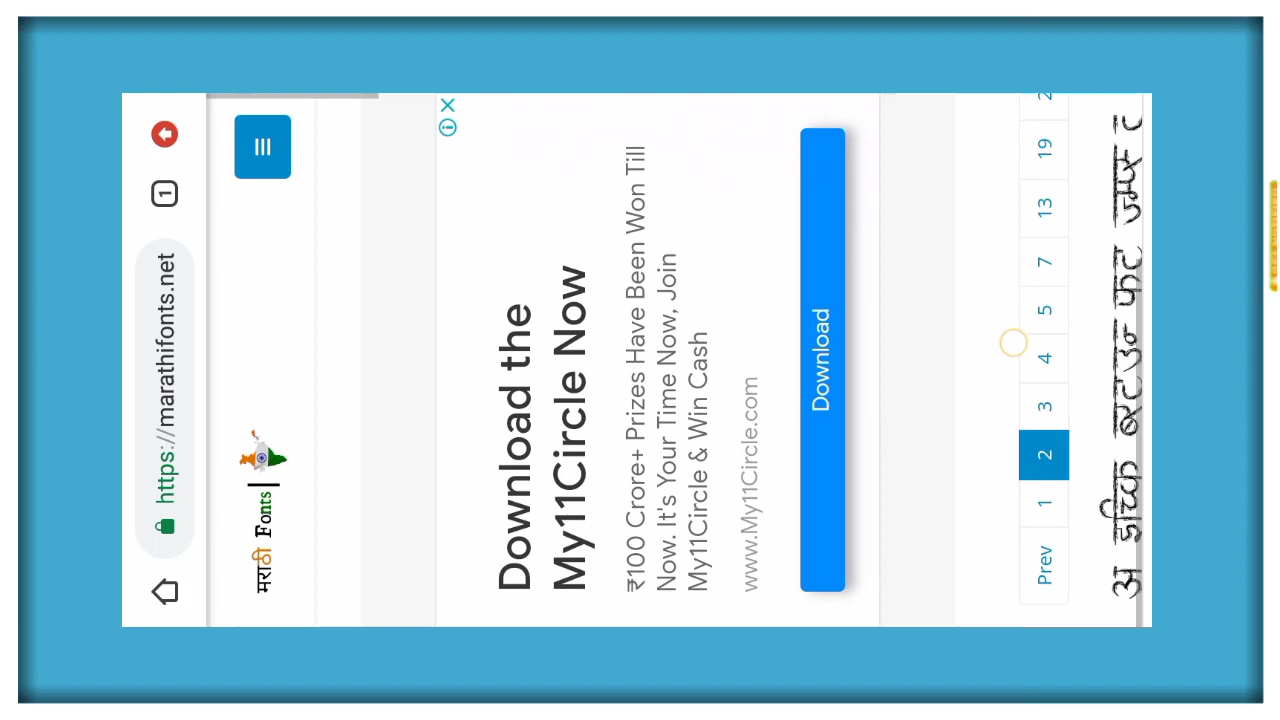 https://marathifonts.net
1
मराठी Fonts
Download the
My11Circle Now
₹100 Crore+ Prizes Have Been Won Till
Now. It's Your Time Now, Join
My11Circle & Win Cash
www.My11Circle.com
Download
Prev 1 2 3 4 5 7 13 19